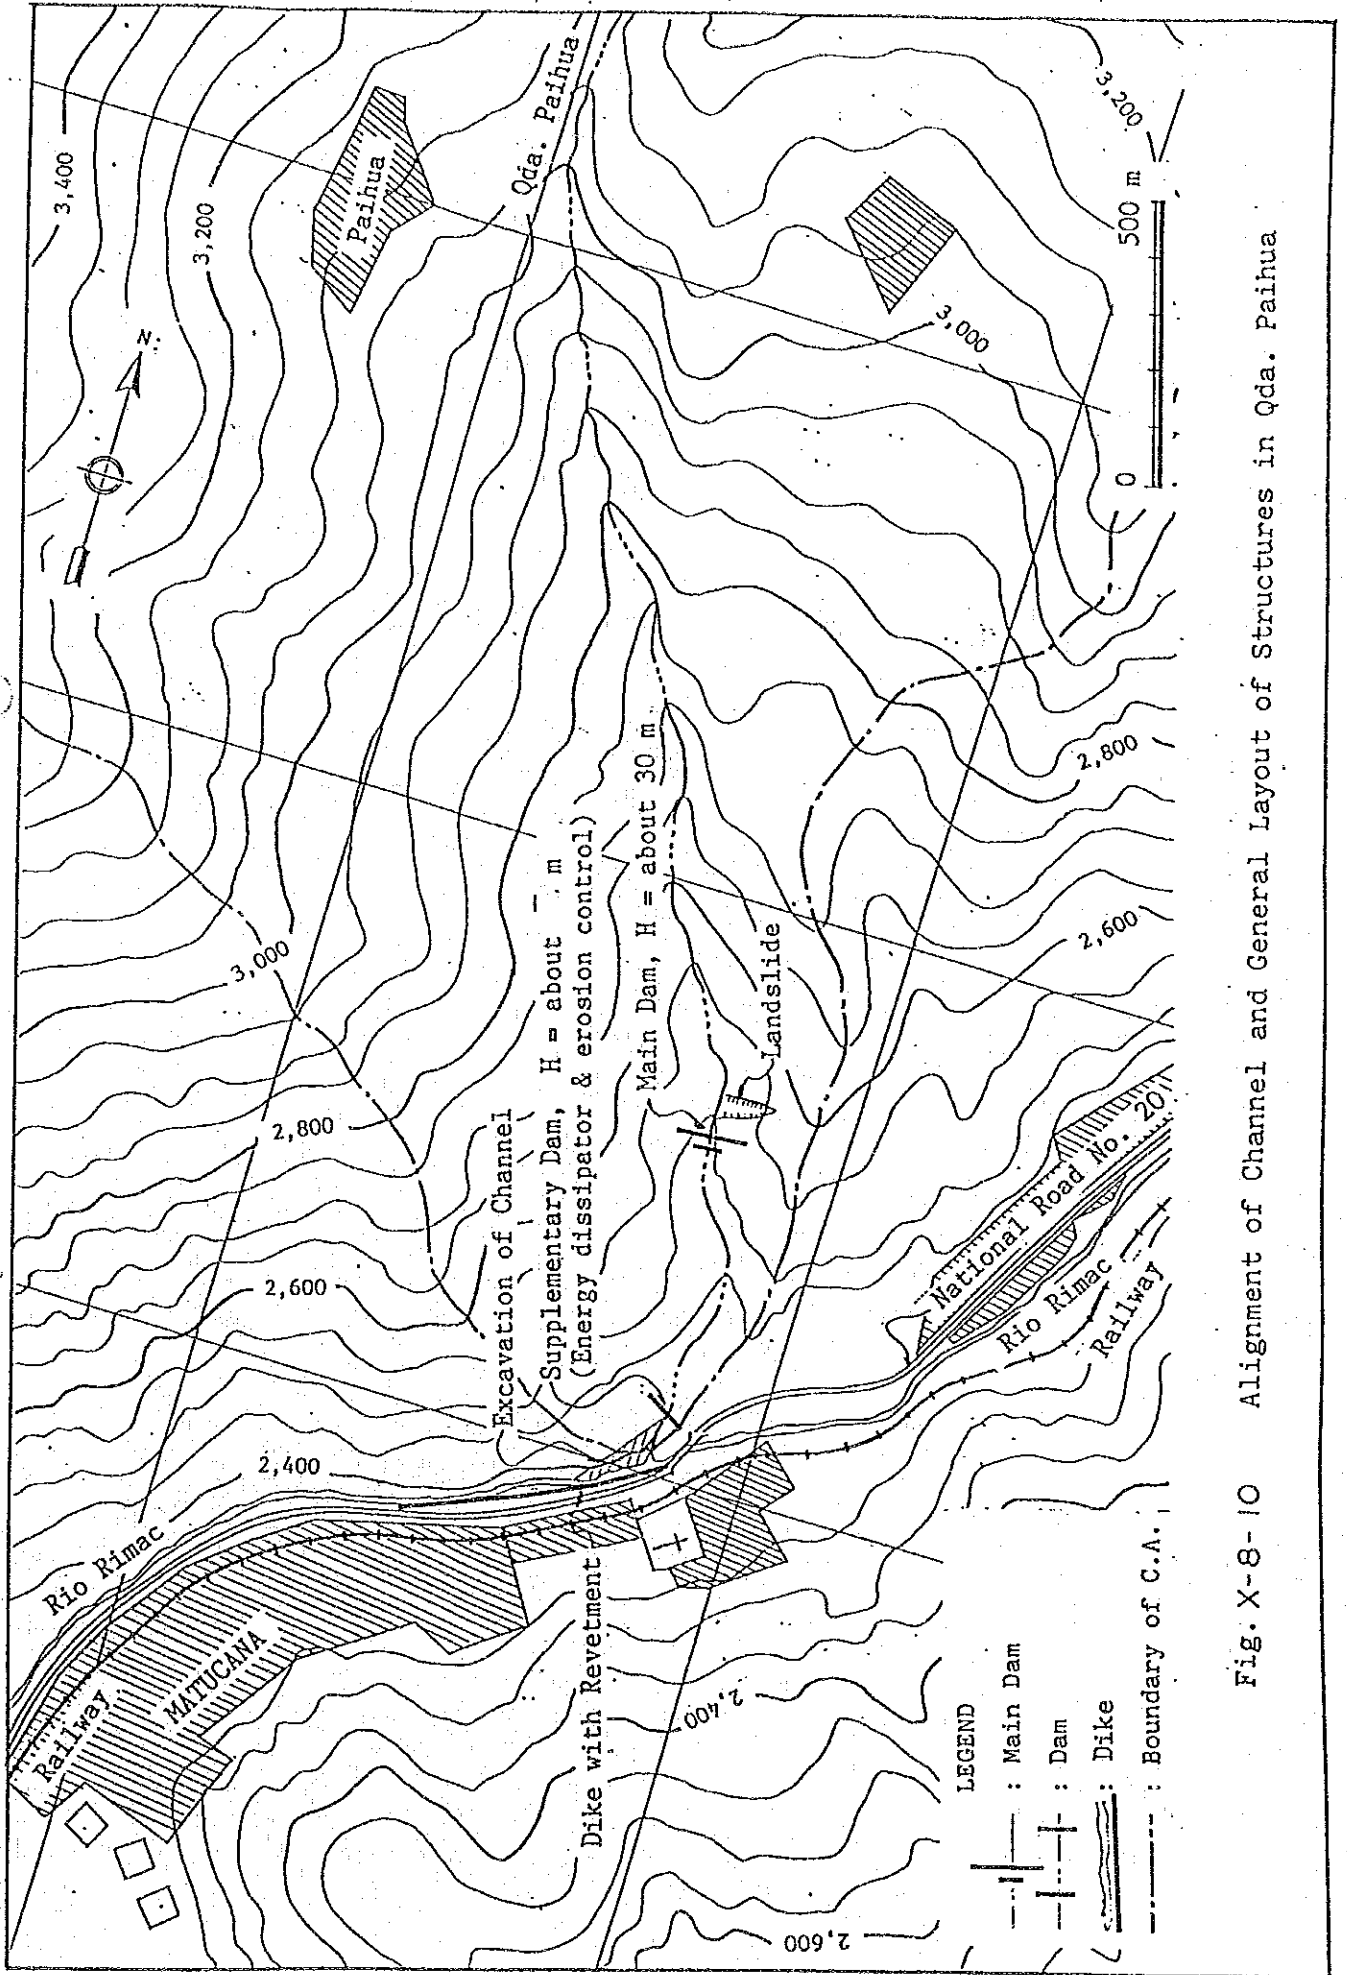 3,400
3,200
Paihua
Qda. Paihua
3,200
N
3,000
500 m
0
3,000
2,800
2,600
2,400
2,800
2,600
Excavation of Channel
Supplementary Dam, H = about m
(Energy dissipator & erosion control)
Main Dam, H = about 30 m
Landslide
National Road No. 20
Rio Rimac
Railway
Rio Rimac
Railway
MATUCANA
Dike with Revetment
2,400
2,600
LEGEND
: Main Dam
: Dam
: Dike
: Boundary of C.A.
Fig. X-8-10 Alignment of Channel and General Layout of Structures in Qda. Paihua